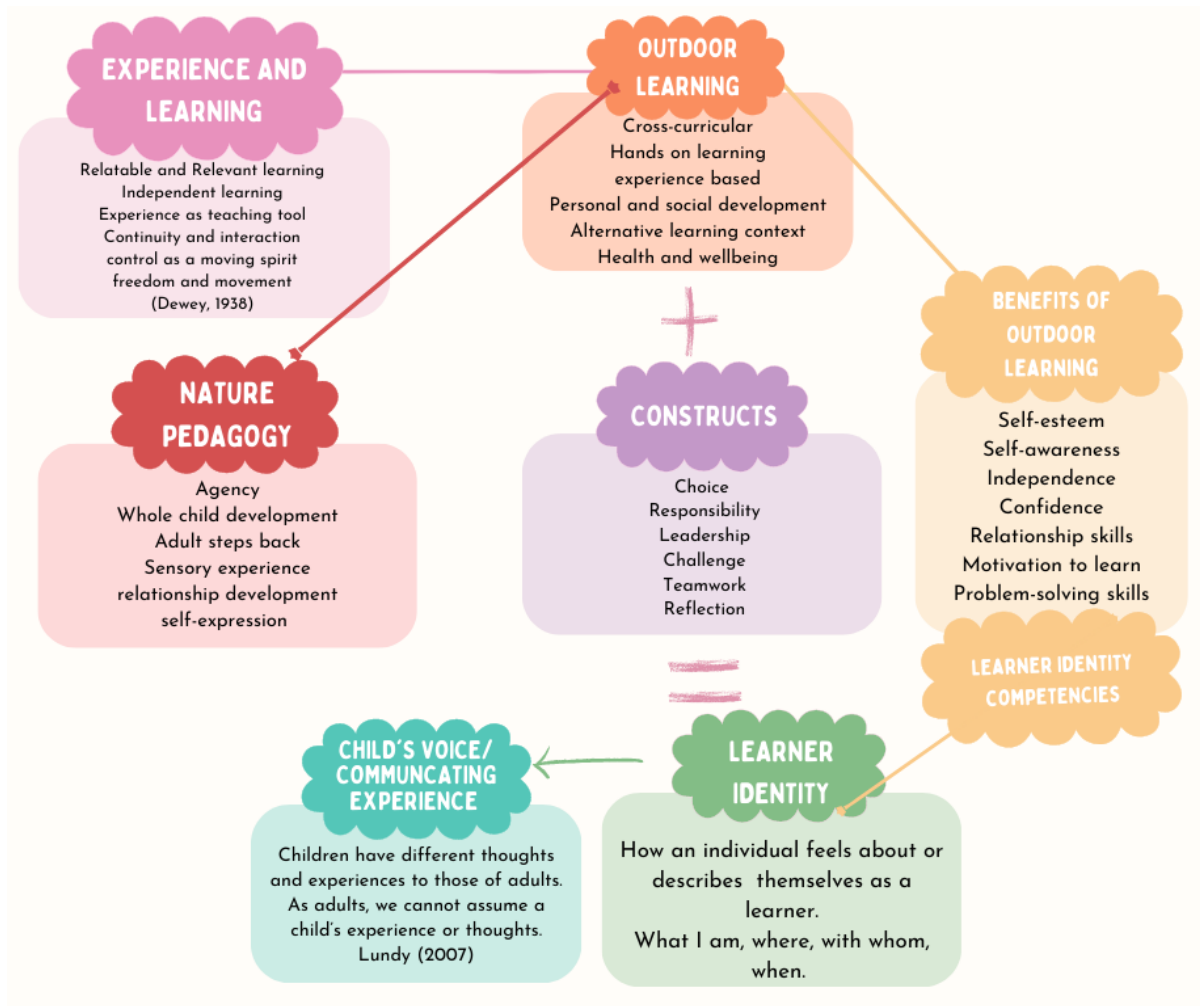 EXPERIENCE AND
LEARNING
Relatable and Relevant learning
Independent learning
Experience as teaching tool
Continuity and interaction
control as a moving spirit
freedom and movement
(Dewey, 1938)
OUTDOOR
LEARNING
Cross-curricular
Hands on learning
experience based
Personal and social development
Alternative learning context
Health and wellbeing
+
BENEFITS OF
OUTDOOR
LEARNING
Self-esteem
Self-awareness
Independence
Confidence
Relationship skills
Motivation to learn
Problem-solving skills
LEARNER IDENTITY
COMPETENCIES
NATURE
PEDAGOGY
Agency
Whole child development
Adult steps back
Sensory experience
relationship development
self-expression
CONSTRUCTS
Choice
Responsibility
Leadership
Challenge
Teamwork
Reflection
=
CHILD'S VOICE/
COMMUNCATING
EXPERIENCE
Children have different thoughts
and experiences to those of adults.
As adults, we cannot assume a
child's experience or thoughts.
Lundy (2007)
LEARNER
IDENTITY
How an individual feels about or
describes themselves as a
learner.
What I am, where, with whom,
when.